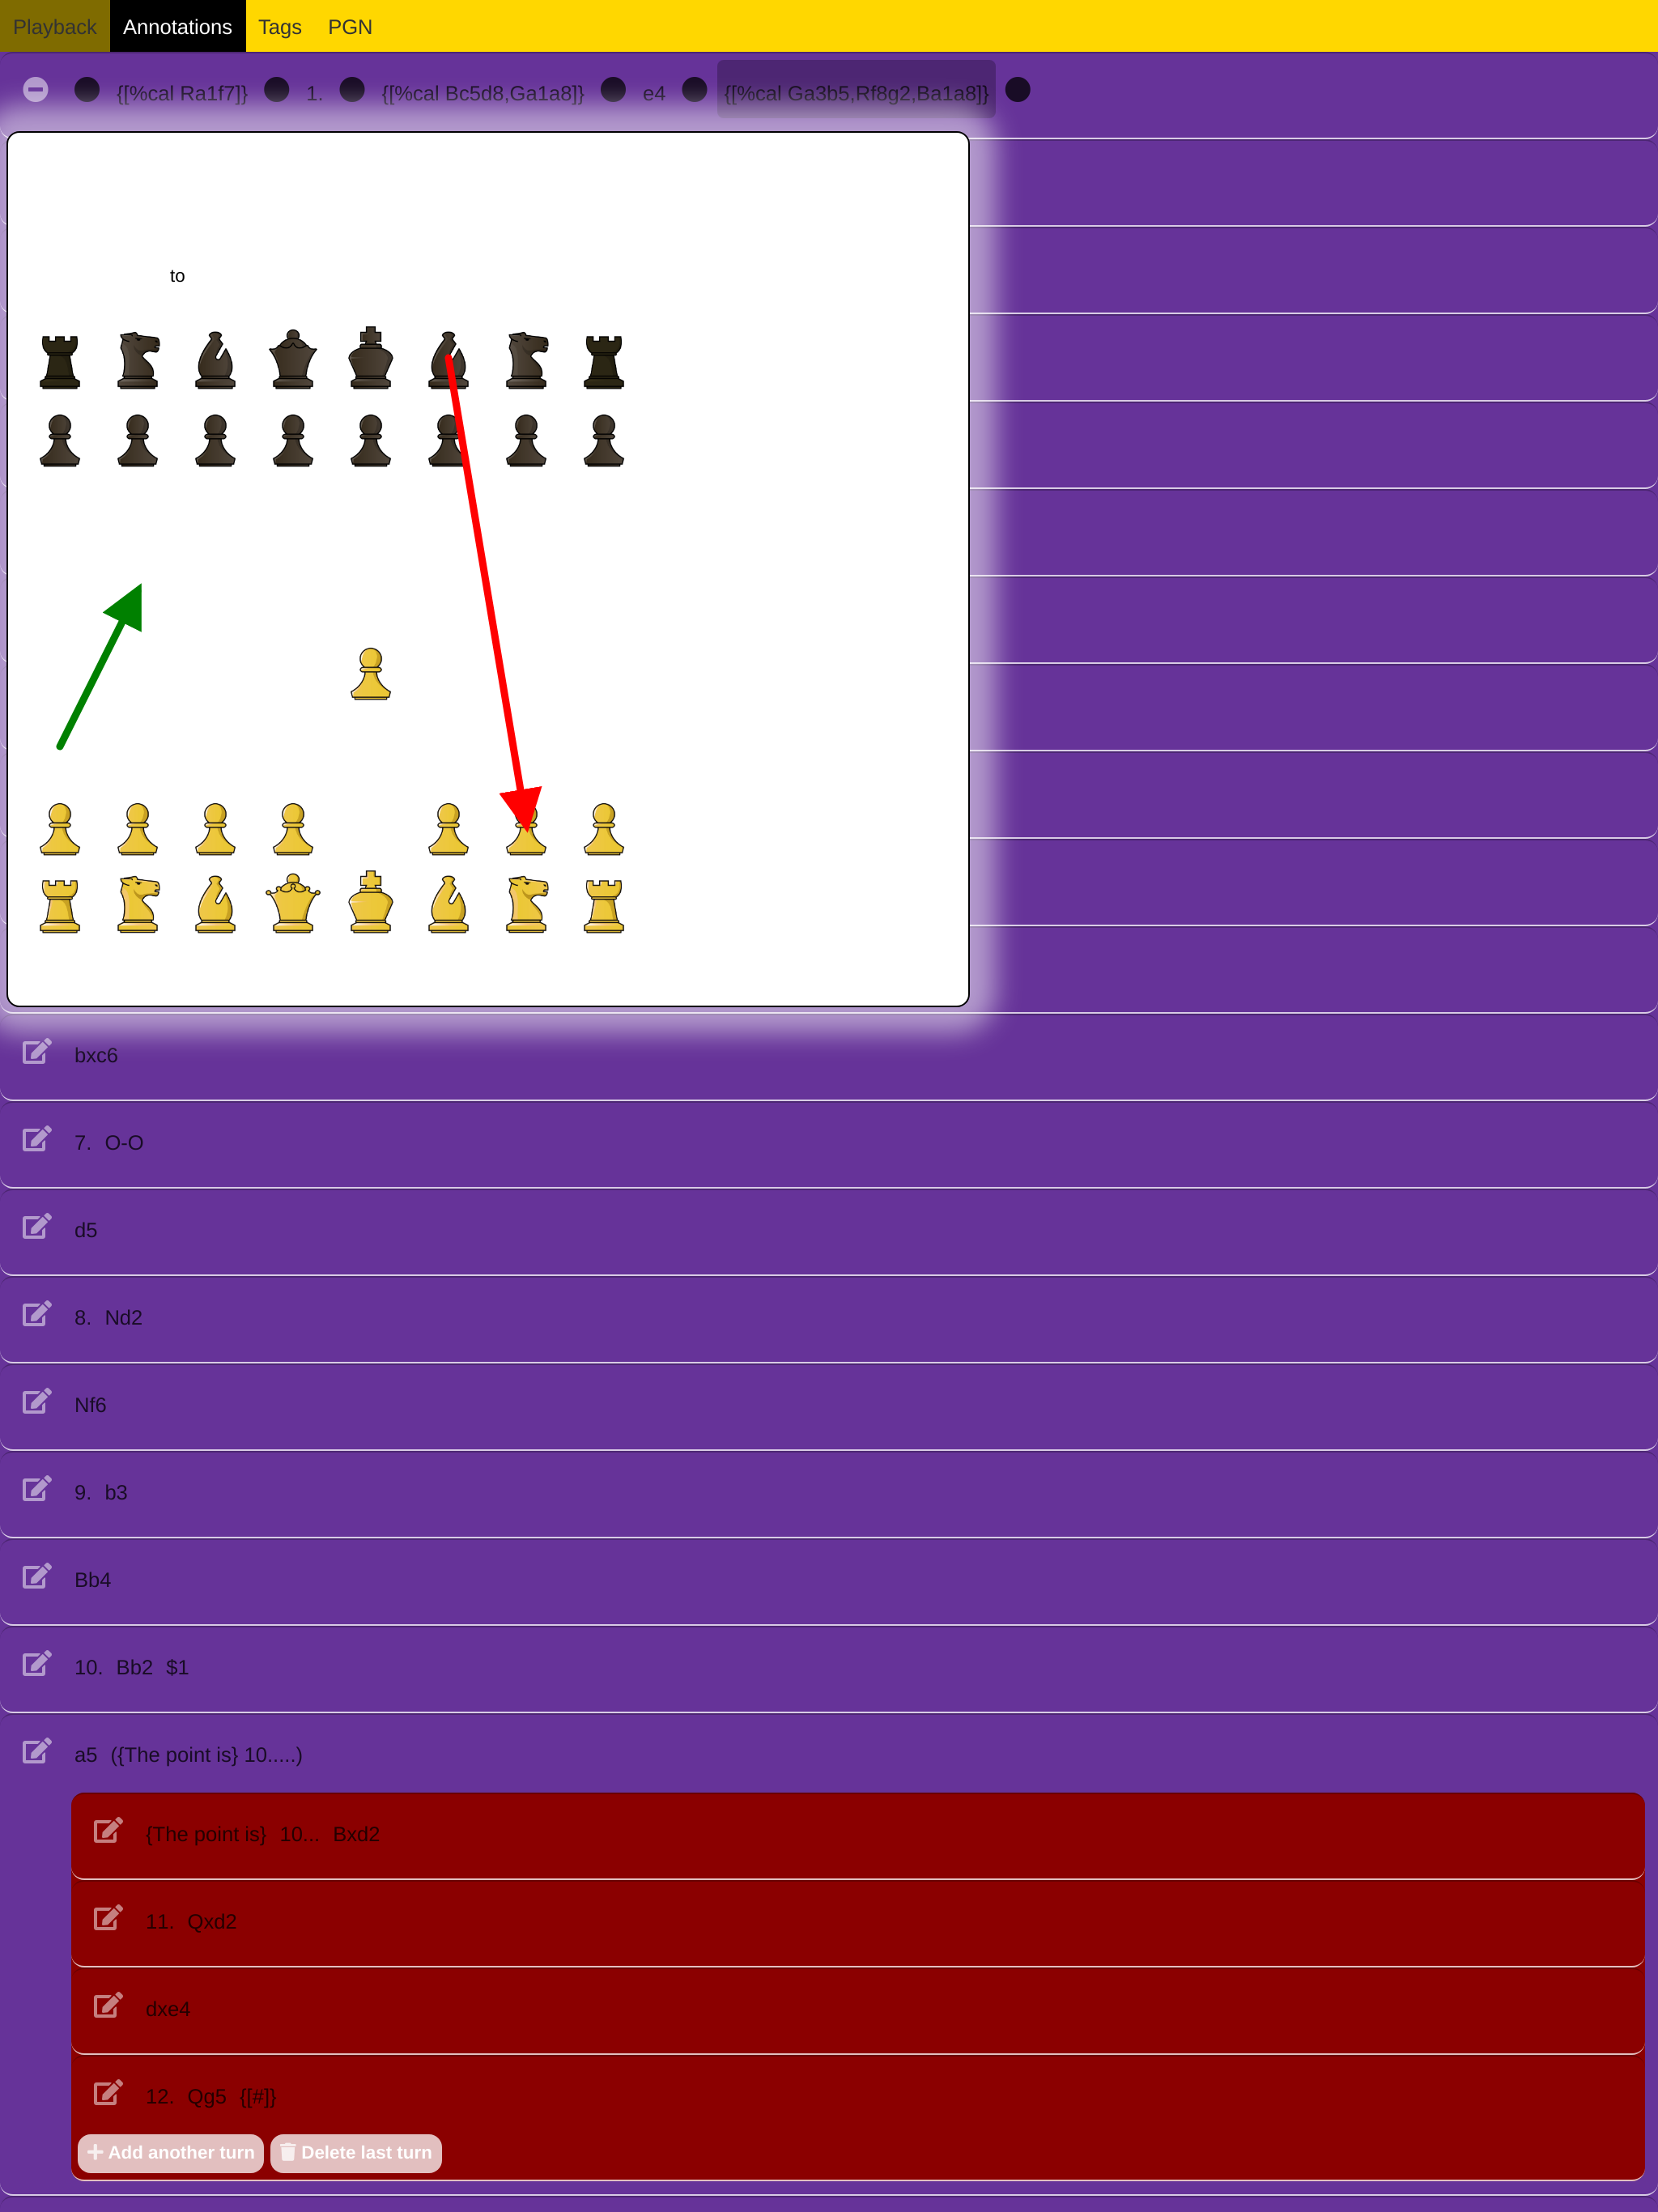 Playback Annotations Tags PGN
{[%cal Ra1f7]} 1. {[%cal Bc5d8,Ga1a8]} e4 {[%cal Ga3b5,Rf8g2,Ba1a8]}
to
bxc6
7. O-O
d5
8. Nd2
Nf6
9. b3
Bb4
10. Bb2 $1
a5 ({The point is} 10.....)
{The point is} 10... Bxd2
11. Qxd2
dxe4
12. Qg5 {[#]}
Add another turn Delete last turn